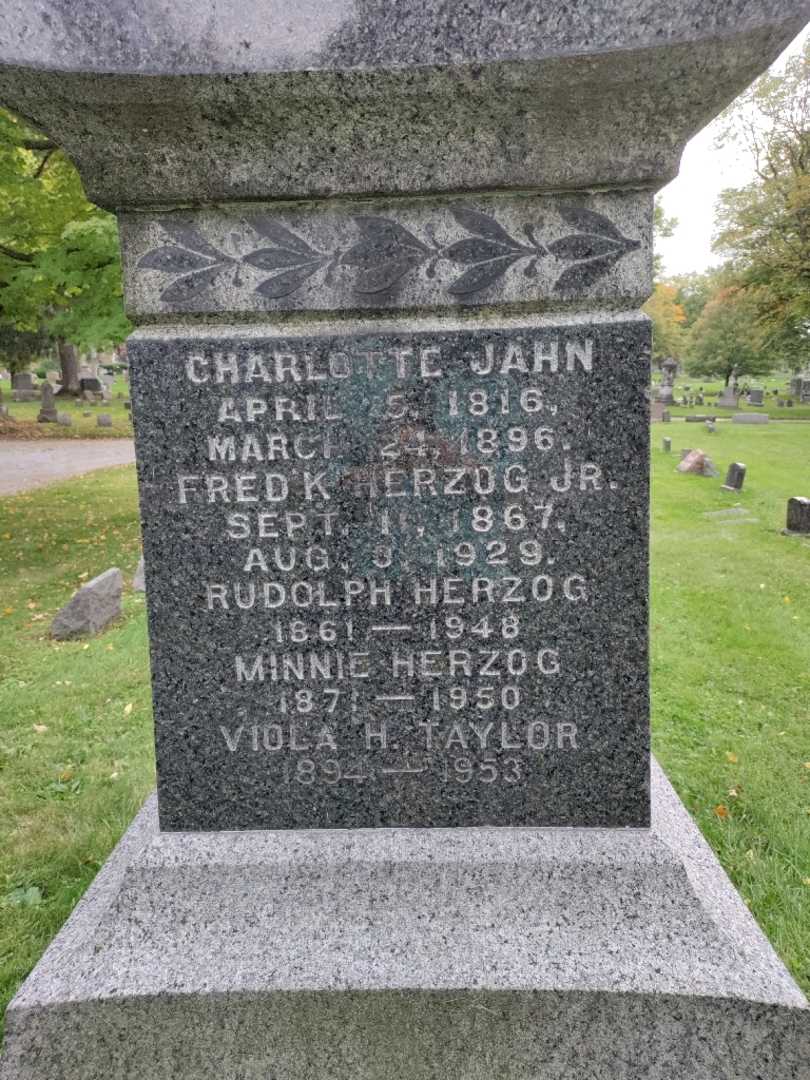 CHARLOTTE JAHN
APRIL 5, 1816,
MARCH 24, 1896.
FRED'K HERZOG JR.
SEPT. 11, 1867,
AUG. 3, 1929.
RUDOLPH HERZOG
1861 — 1948
MINNIE HERZOG
1871 — 1950
VIOLA H. TAYLOR
1894 — 1953